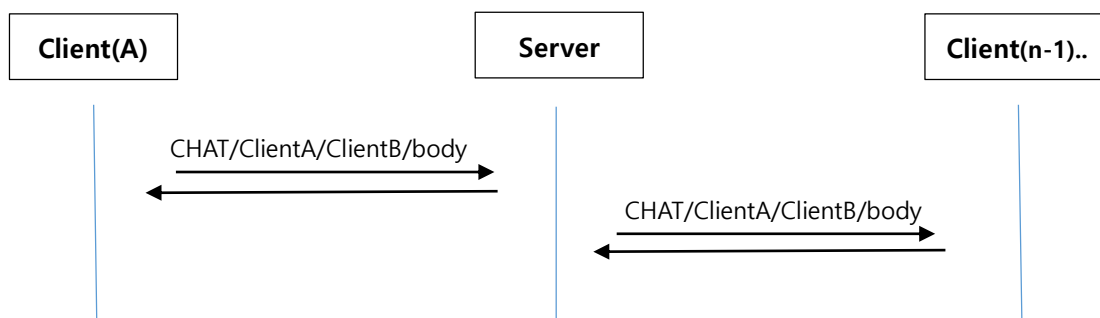 Client(A)
Server
Client(n-1)..
CHAT/ClientA/ClientB/body
CHAT/ClientA/ClientB/body